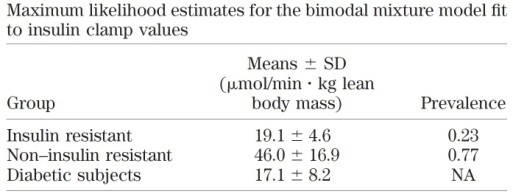 Maximum likelihood estimates for the bimodal mixture model fit
to insulin clamp values
Means ± SD
(μmol/min · kg lean
Group body mass) Prevalence
Insulin resistant 19.1 ± 4.6 0.23
Non–insulin resistant 46.0 ± 16.9 0.77
Diabetic subjects 17.1 ± 8.2 NA